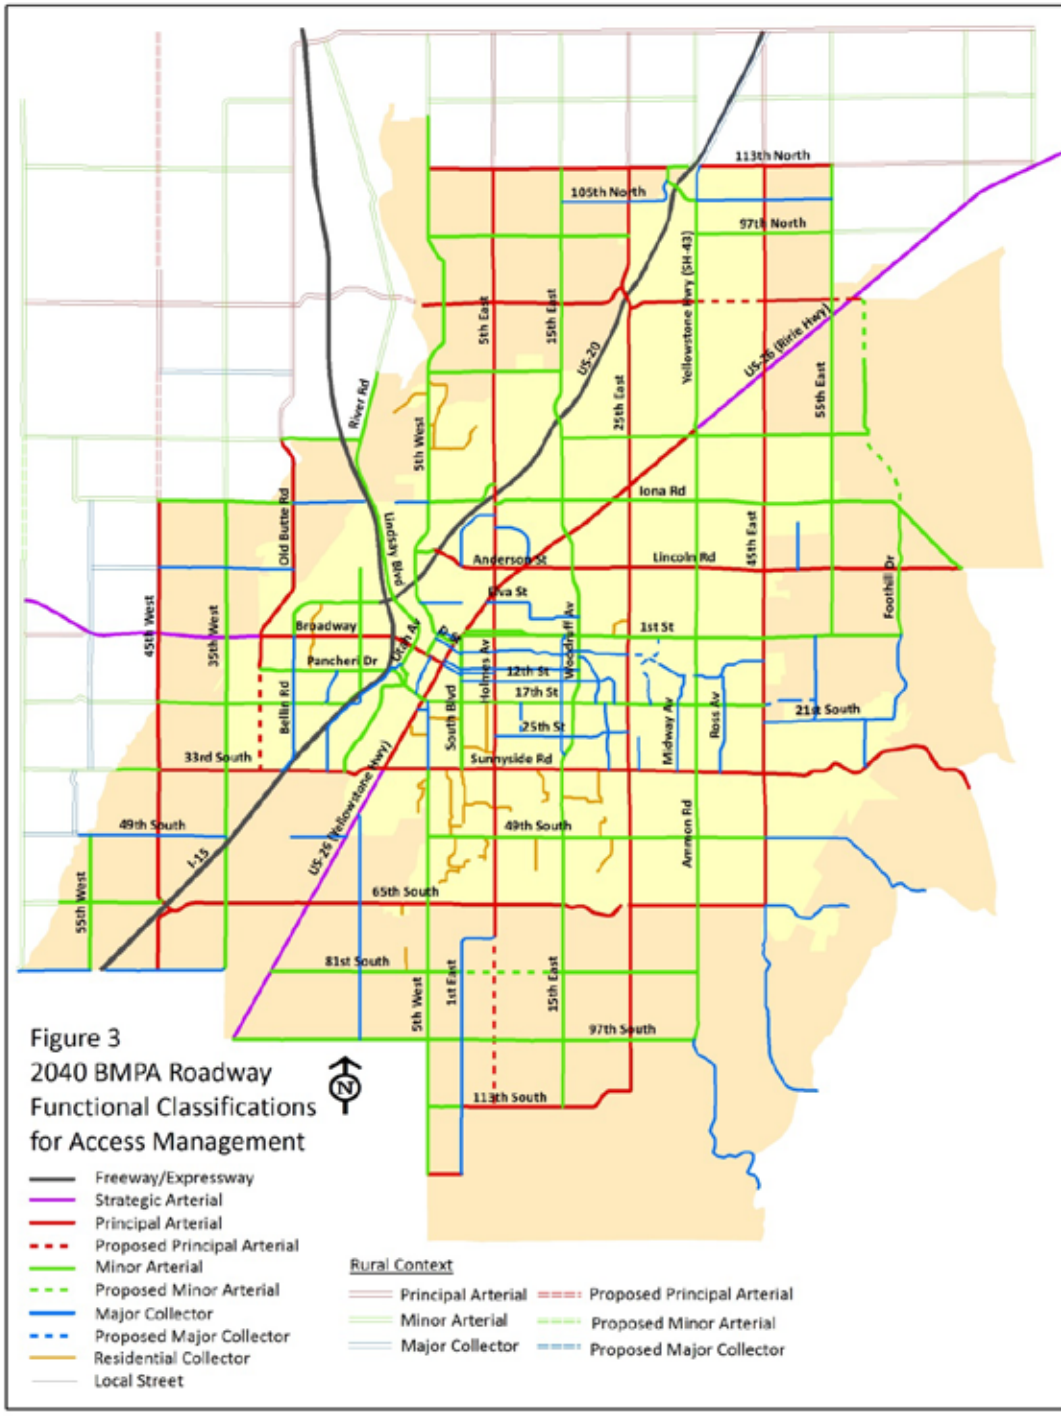 113th North
105th North
97th North
Yellowstone Hwy (SH-43)
5th East
15th East
US-20
US-26 (Ririe Hwy)
25th East
55th East
River Rd
5th West
Iona Rd
Old Butte Rd
Lindsay Blvd
45th East
Anderson St
Lincoln Rd
Foothill Dr
Elva St
45th West
35th West
Broadway
Utah Av
Holmes Av
Woodruff Av
1st St
Pancheri Dr
12th St
17th St
Bellin Rd
South Blvd
25th St
Midway Av
Ross Av
21st South
33rd South
Sunnyside Rd
US-26 (Yellowstone Hwy)
49th South
49th South
Ammon Rd
I-15
65th South
55th West
81st South
5th West
1st East
15th East
97th South
113th South
Figure 3
2040 BMPA Roadway
Functional Classifications
for Access Management
N
Freeway/Expressway
Strategic Arterial
Principal Arterial
Proposed Principal Arterial
Minor Arterial
Proposed Minor Arterial
Major Collector
Proposed Major Collector
Residential Collector
Local Street
Rural Context
Principal Arterial
Minor Arterial
Major Collector
Proposed Principal Arterial
Proposed Minor Arterial
Proposed Major Collector